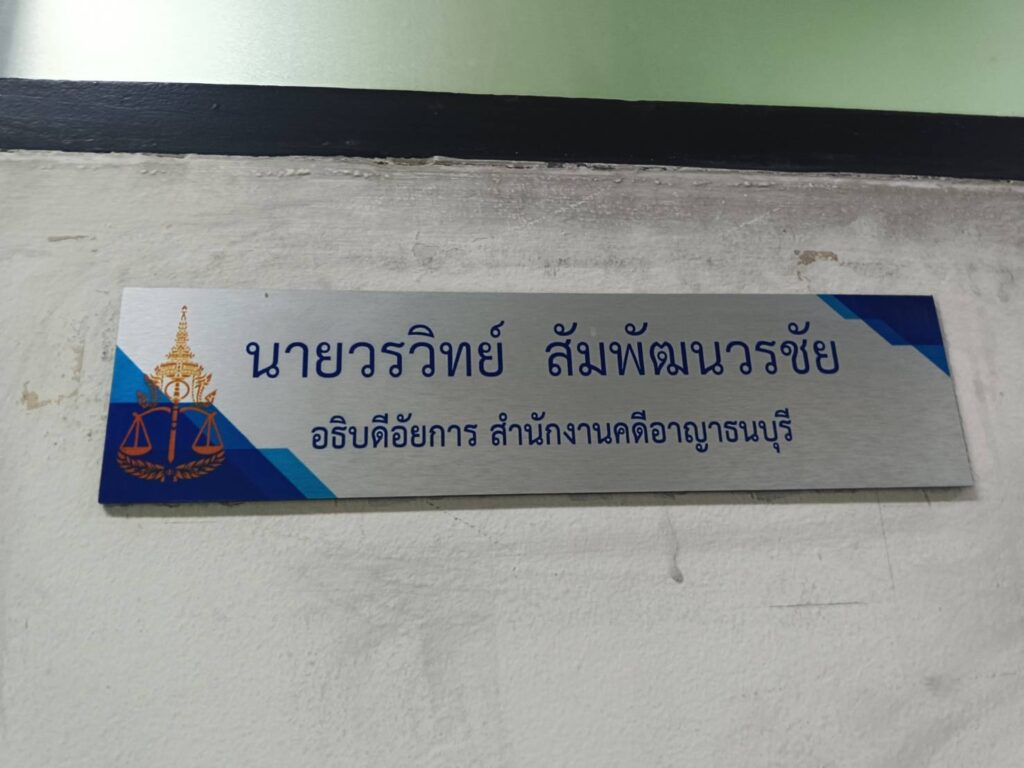 นายวรวิทย์ สัมพัฒนวรชัย
อธิบดีอัยการ สำนักงานคดีอาญาธนบุรี